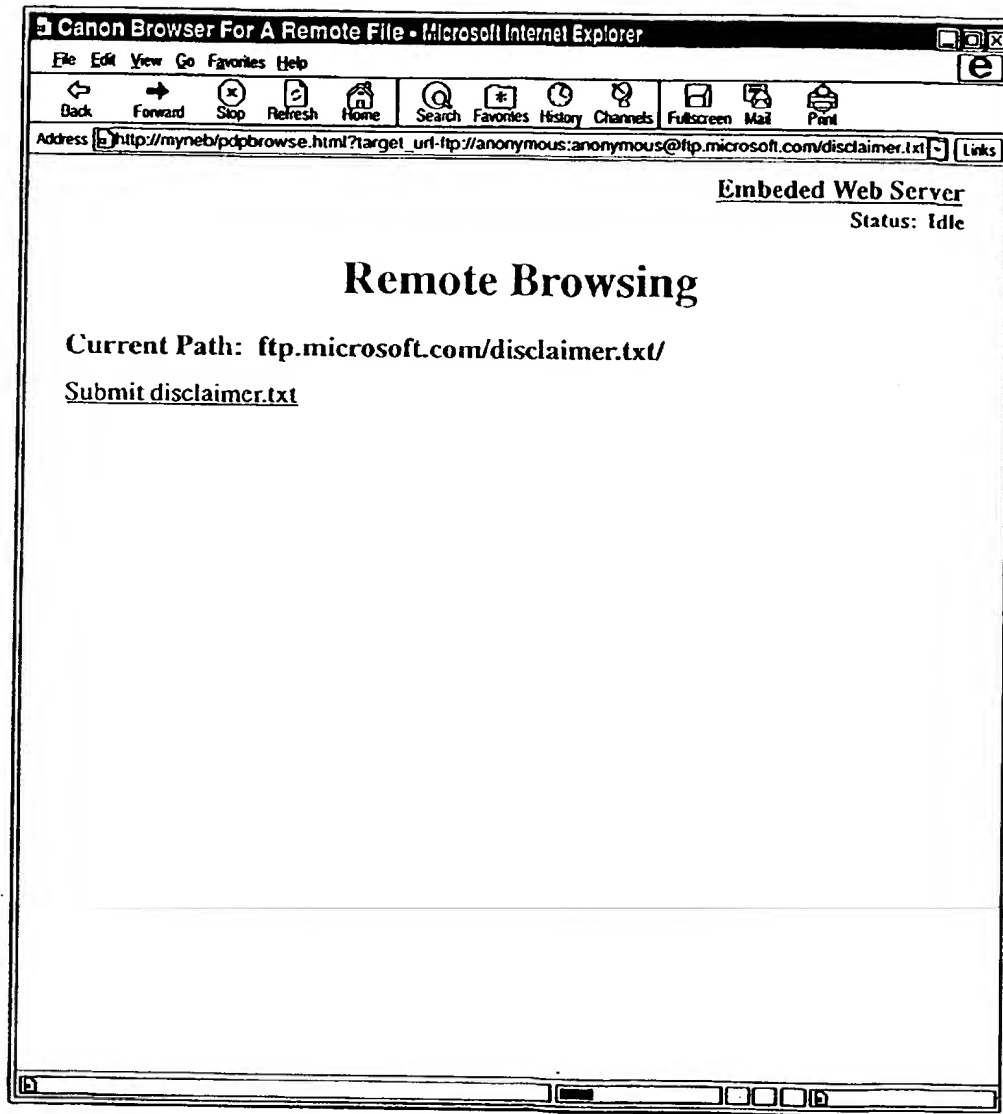 Canon Browser For A Remote File - Microsoft Internet Explorer
File Edit View Go Favorites Help
Back Forward Stop Refresh Home Search Favorites History Channels Fullscreen Mail Print
Address http://myneb/pdpbrowse.html?target_url-ftp://anonymous:anonymous@ftp.microsoft.com/disclaimer.txt Links
Embeded Web Server
Status: Idle
Remote Browsing
Current Path: ftp.microsoft.com/disclaimer.txt/
Submit disclaimer.txt